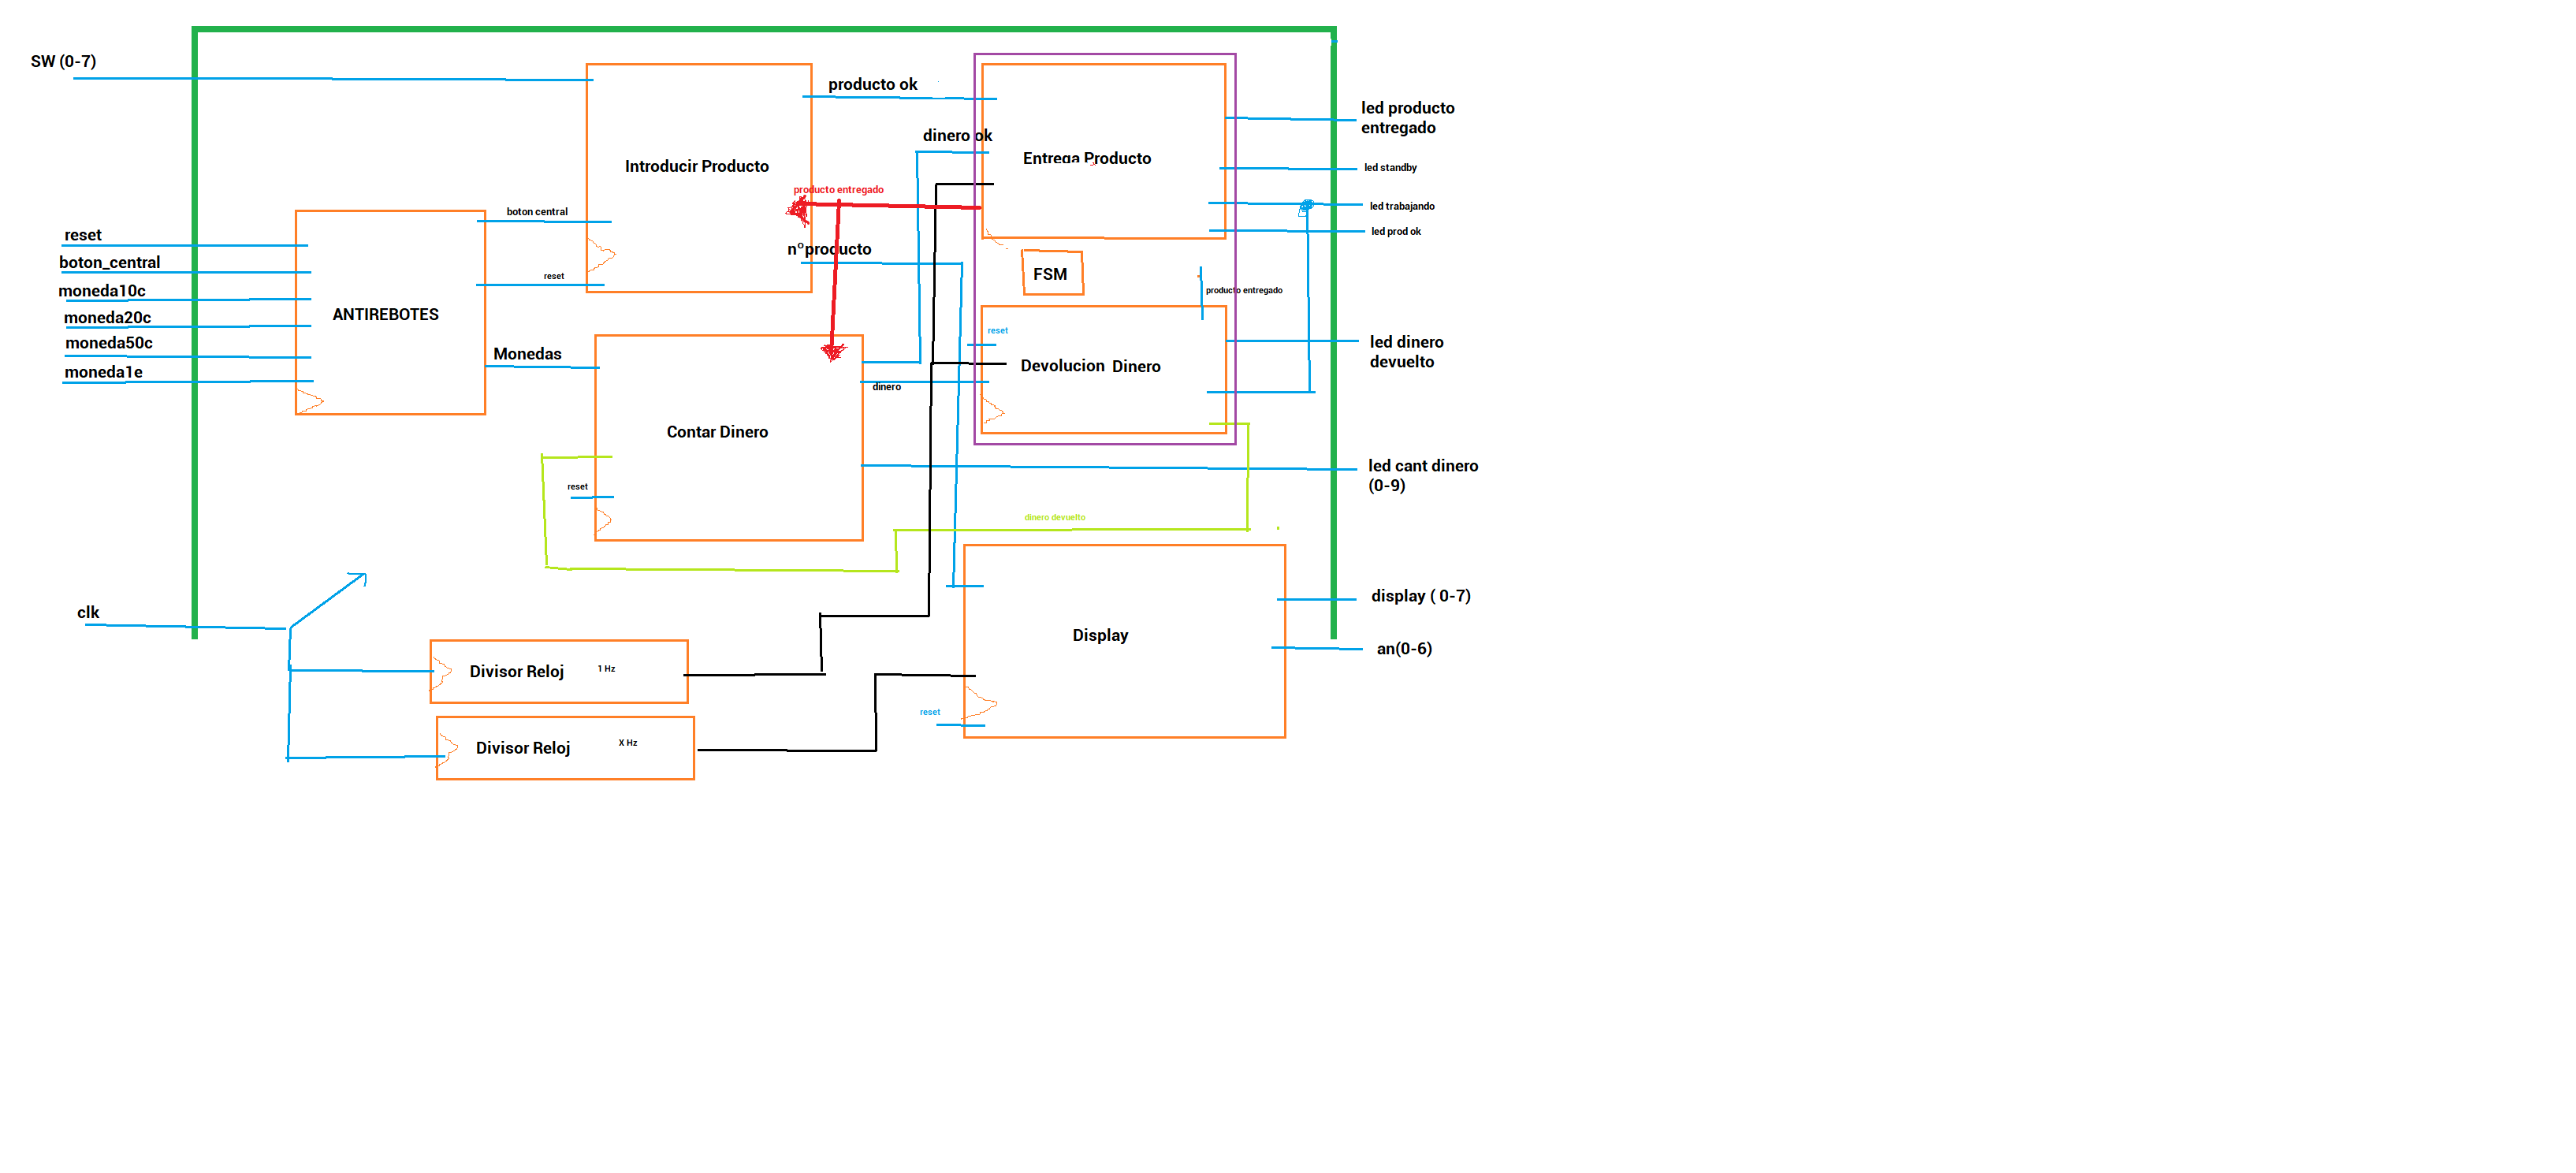 SW (0-7)
producto ok
led producto
entregado
dinero ok
Introducir Producto
Entrega Producto
led standby
producto entregado
led trabajando
boton central
led prod ok
reset
nºproducto
boton_central
reset
FSM
moneda10c
producto entregado
moneda20c
ANTIREBOTES
reset
moneda50c
led dinero
devuelto
Monedas
Devolucion Dinero
moneda1e
dinero
Contar Dinero
led cant dinero
(0-9)
reset
dinero devuelto
display ( 0-7)
clk
Display
an(0-6)
Divisor Reloj 1 Hz
reset
Divisor Reloj X Hz